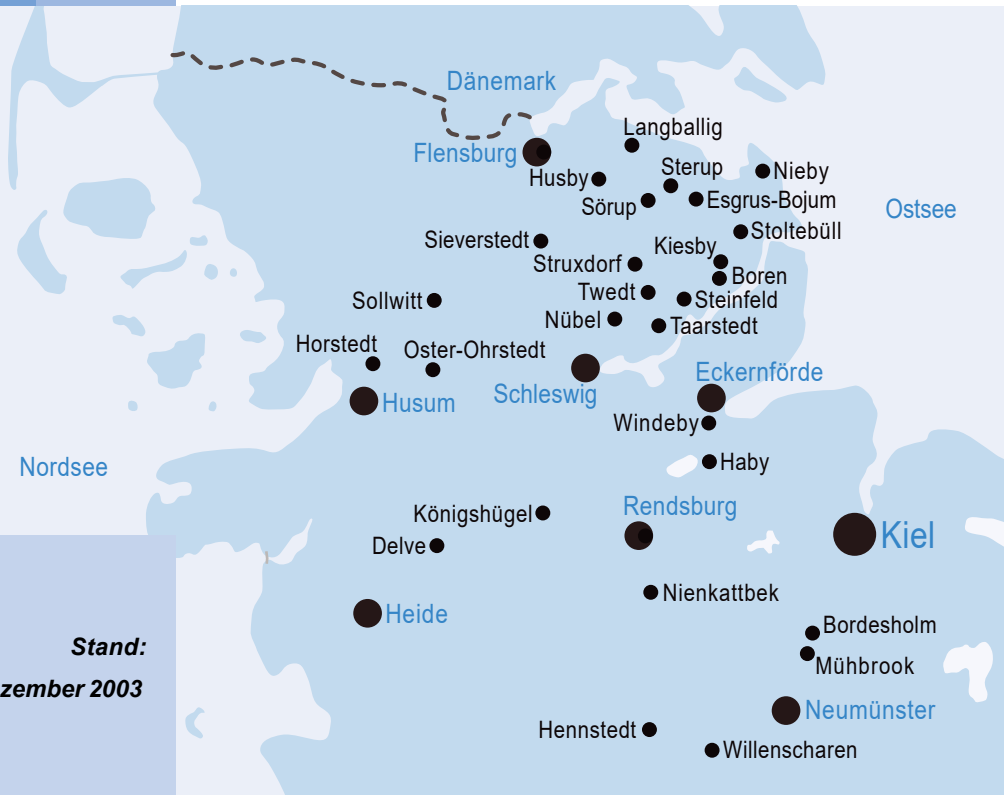 Dänemark
Langballig
Flensburg
Sterup
Nieby
Husby
Esgrus-Bojum
Sörup
Ostsee
Stoltebüll
Sieverstedt
Kiesby
Struxdorf
Boren
Twedt
Steinfeld
Sollwitt
Nübel
Taarstedt
Horstedt
Oster-Ohrstedt
Eckernförde
Schleswig
Husum
Windeby
Haby
Nordsee
Rendsburg
Königshügel
Kiel
Delve
Nienkattbek
Heide
Bordesholm
Stand:
Mühbrook
zember 2003
Neumünster
Hennstedt
Willenscharen